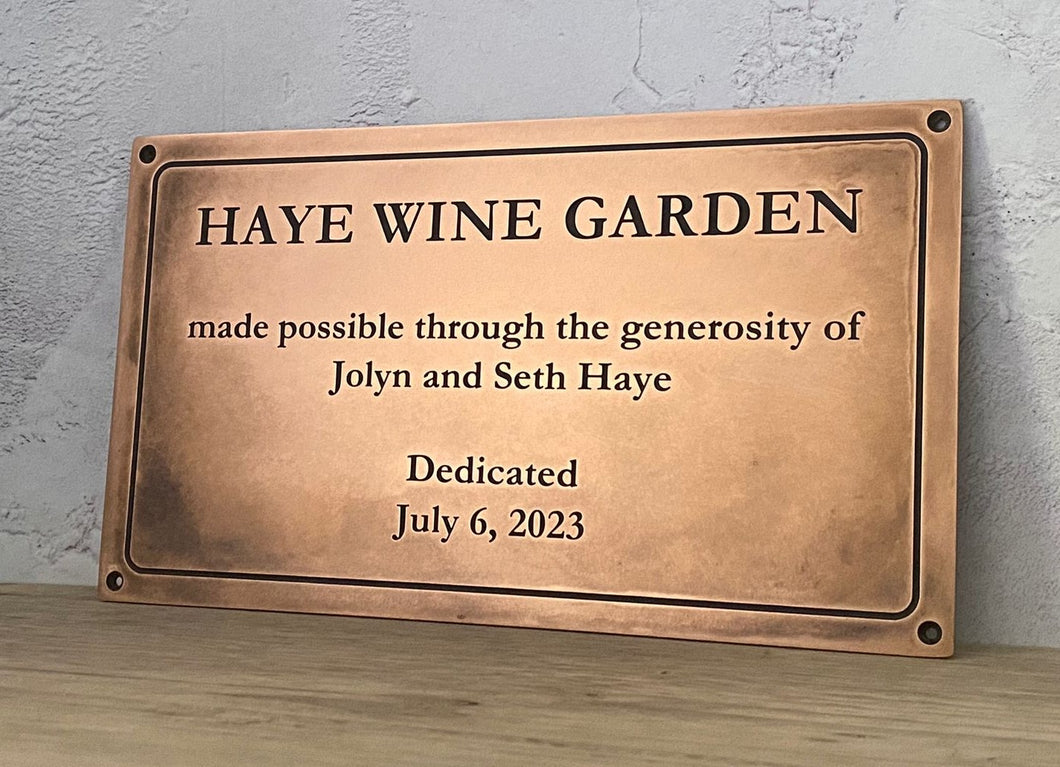 HAYE WINE GARDEN
made possible through the generosity of
Jolyn and Seth Haye
Dedicated
July 6, 2023